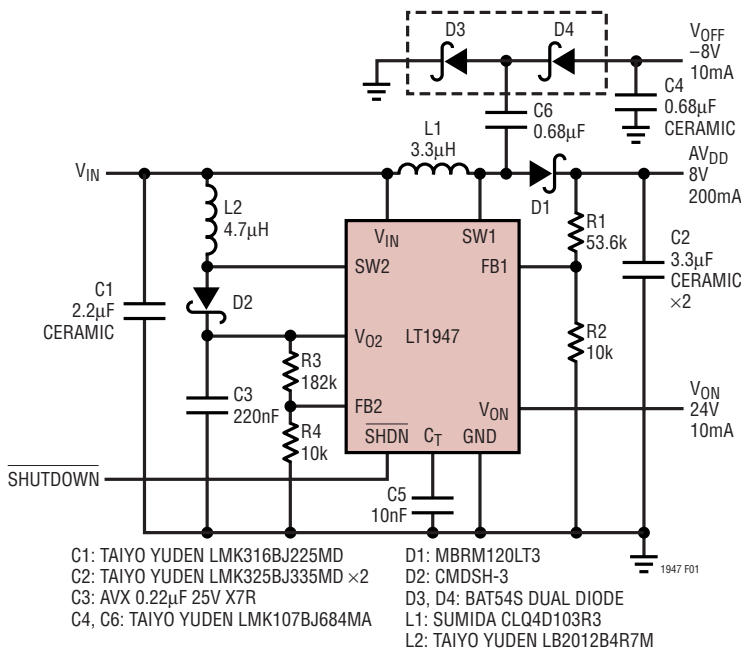 D3
D4
VOFF
–8V
10mA
C4
0.68µF
CERAMIC
C6
0.68µF
L1
3.3µH
VIN
AVDD
8V
200mA
D1
L2
4.7µH
VIN
SW1
R1
53.6k
C2
3.3µF
CERAMIC
×2
SW2
FB1
C1
2.2µF
CERAMIC
D2
VO2
LT1947
R2
10k
R3
182k
C3
220nF
FB2
VON
VON
24V
10mA
R4
10k
SHDN
CT
GND
SHUTDOWN
C5
10nF
1947 F01
C1: TAIYO YUDEN LMK316BJ225MD
C2: TAIYO YUDEN LMK325BJ335MD ×2
C3: AVX 0.22µF 25V X7R
C4, C6: TAIYO YUDEN LMK107BJ684MA
D1: MBRM120LT3
D2: CMDSH-3
D3, D4: BAT54S DUAL DIODE
L1: SUMIDA CLQ4D103R3
L2: TAIYO YUDEN LB2012B4R7M